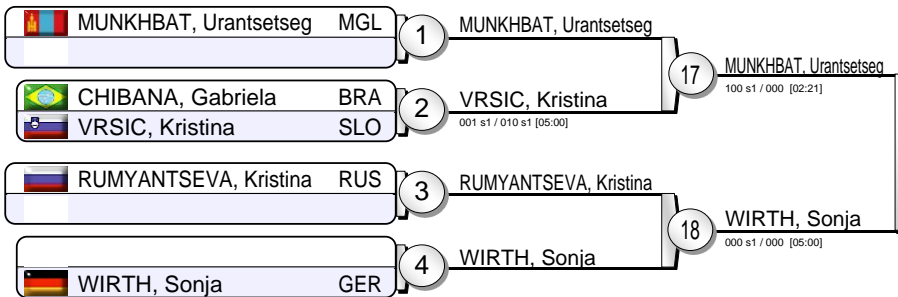 MUNKHBAT, Urantsetseg MGL
1
MUNKHBAT, Urantsetseg
CHIBANA, Gabriela BRA
VRSIC, Kristina SLO
2
VRSIC, Kristina
001 s1 / 010 s1 [05:00]
17
MUNKHBAT, Urantsetseg
100 s1 / 000 [02:21]
RUMYANTSEVA, Kristina RUS
3
RUMYANTSEVA, Kristina
WIRTH, Sonja GER
4
WIRTH, Sonja
18
WIRTH, Sonja
000 s1 / 000 [05:00]